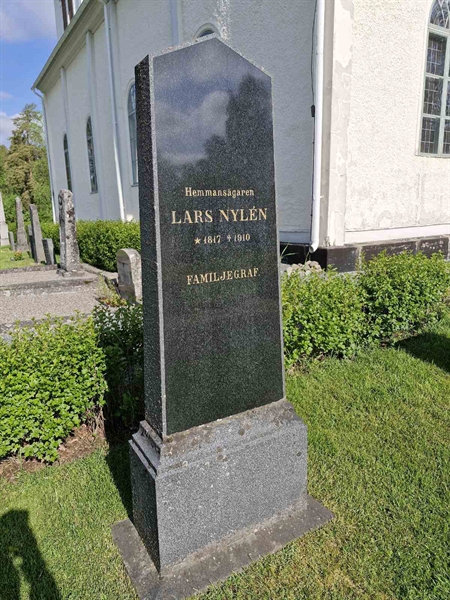 Hemmansägaren
LARS NYLÉN
★ 1817 ✝ 1910
FAMILJEGRAF.